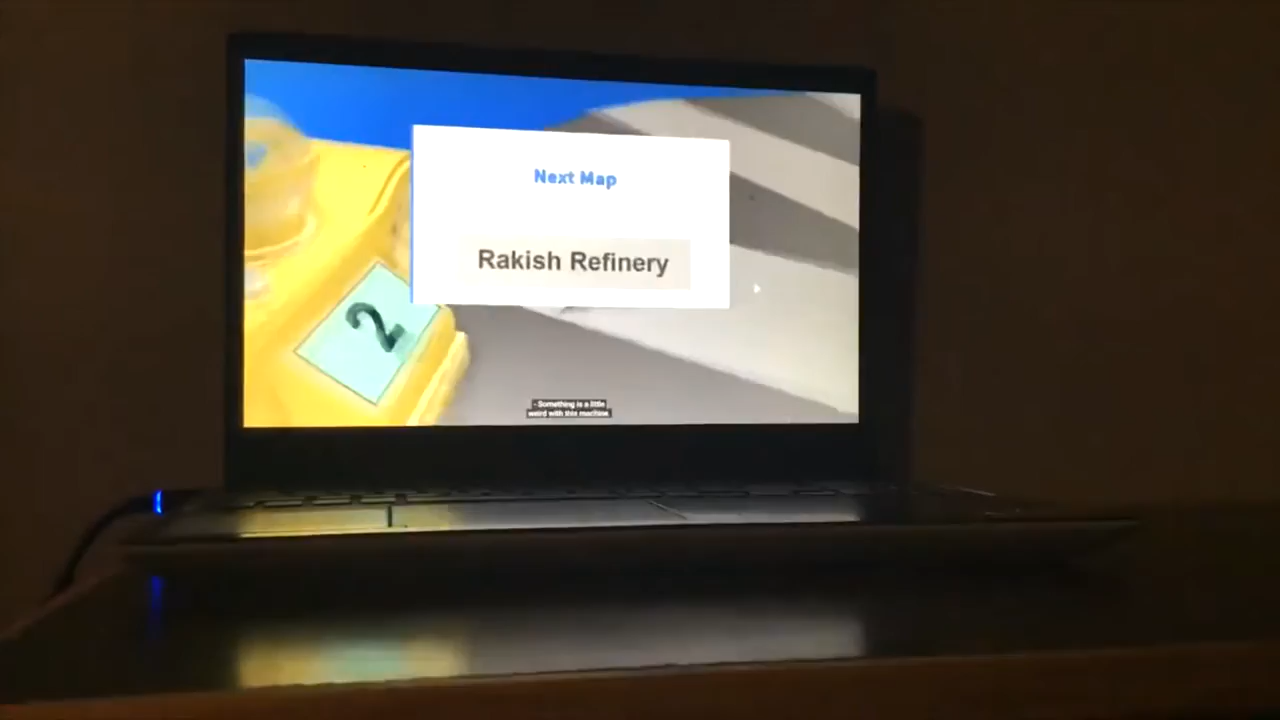 Next Map
Rakish Refinery
2
- Something is a little
weird with this machine.